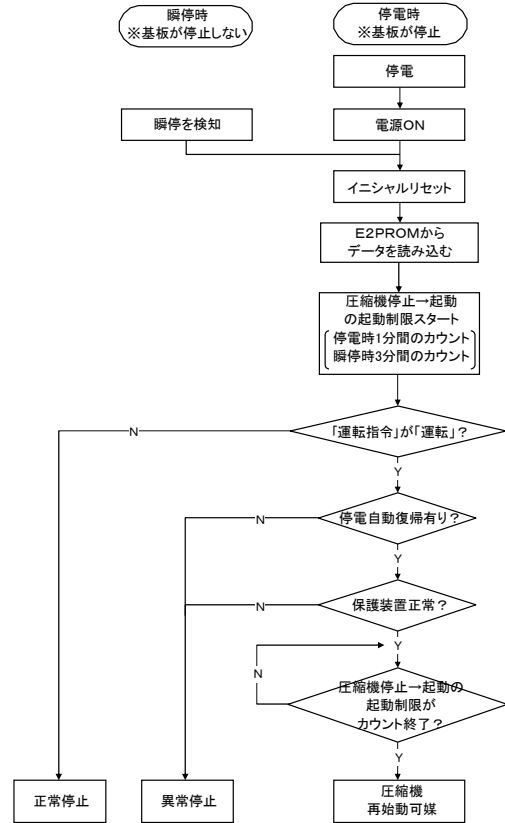 瞬停時
※基板が停止しない
停電時
※基板が停止
停電
瞬停を検知
電源ON
イニシャルリセット
E2PROMから
データを読み込む
圧縮機停止→起動
の起動制限スタート
停電時1分間のカウント
瞬停時3分間のカウント
N
「運転指令」が「運転」?
Y
N
停電自動復帰有り?
Y
N
保護装置正常?
Y
N
圧縮機停止→起動の
起動制限が
カウント終了?
Y
正常停止
異常停止
圧縮機
再始動可媒